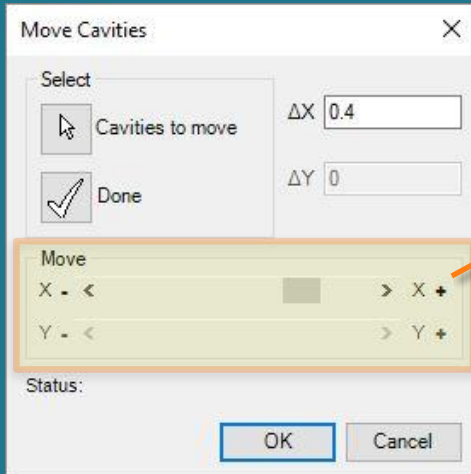 Move Cavities
Select
Cavities to move
Done
ΔX 0.4
ΔY 0
Move
X - < > X +
Y - < > Y +
Status:
OK Cancel